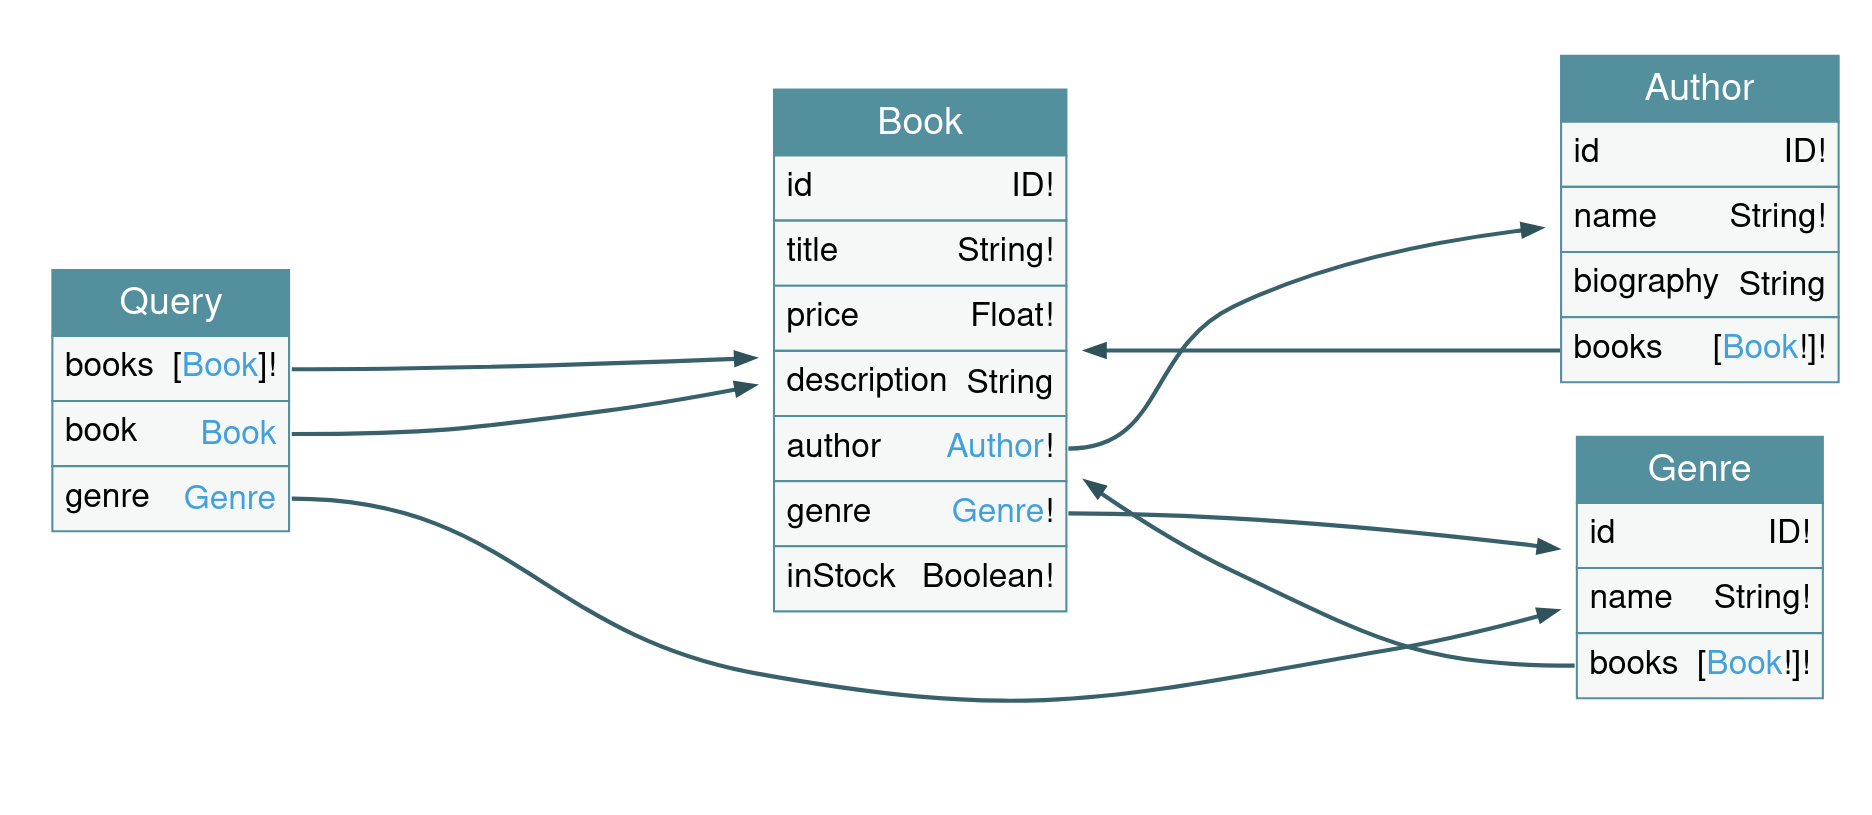 Query
books [Book]!
book Book
genre Genre
Book
id ID!
title String!
price Float!
description String
author Author!
genre Genre!
inStock Boolean!
Author
id ID!
name String!
biography String
books [Book!]!
Genre
id ID!
name String!
books [Book!]!